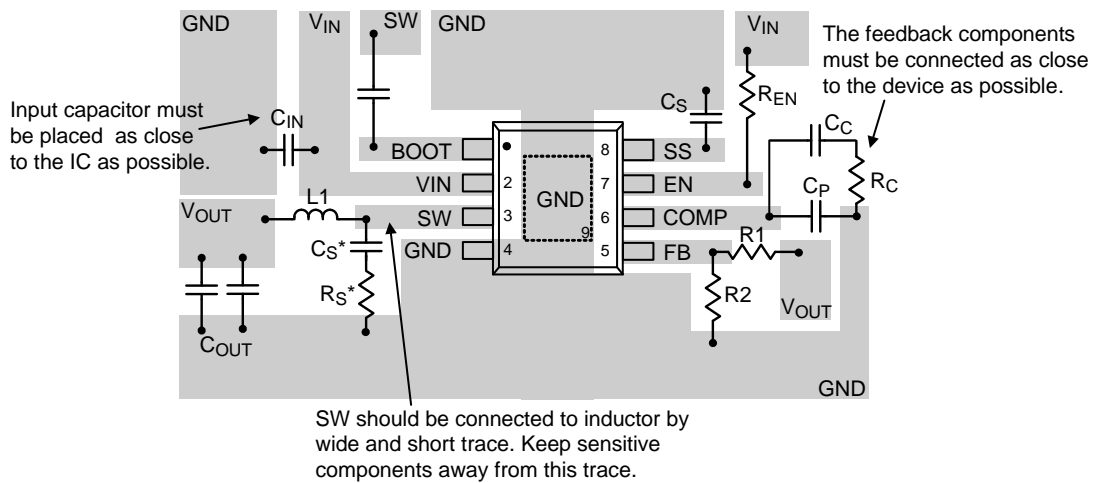 GND
VIN
SW
GND
VIN
The feedback components
must be connected as close
to the device as possible.
Input capacitor must
be placed as close
to the IC as possible.
CIN
CS
REN
CC
RC
CP
BOOT
VIN
SW
GND
2
3
4
GND
9
8
7
6
5
SS
EN
COMP
FB
VOUT
L1
CS*
RS*
COUT
R1
R2
VOUT
GND
SW should be connected to inductor by
wide and short trace. Keep sensitive
components away from this trace.